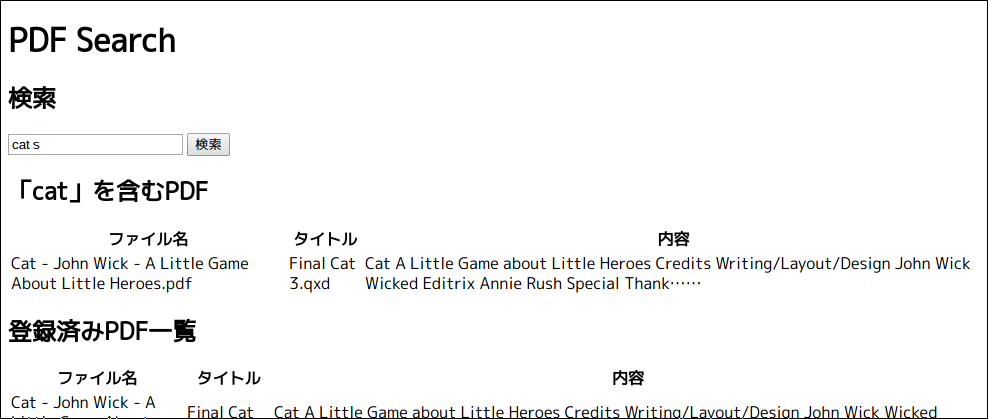 PDF Search
検索
cat s 検索
「cat」を含むPDF
ファイル名 タイトル 内容
Cat - John Wick - A Little Game Final Cat Cat A Little Game about Little Heroes Credits Writing/Layout/Design John Wick
About Little Heroes.pdf 3.qxd Wicked Editrix Annie Rush Special Thank……
登録済みPDF一覧
ファイル名 タイトル 内容
Cat - John Wick - A
Final Cat Cat A Little Game about Little Heroes Credits Writing/Layout/Design John Wick Wicked